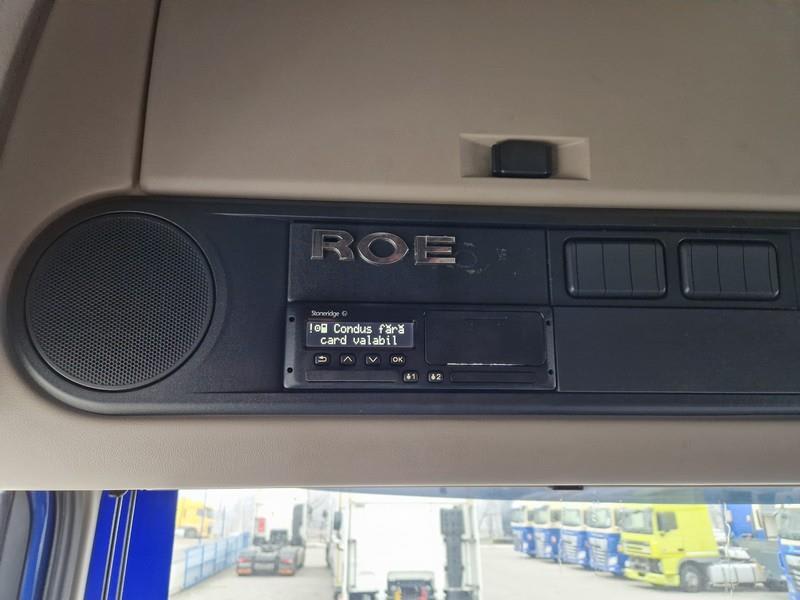 ROE
Stoneridge
! Condus fără
card valabil
OK
1 2